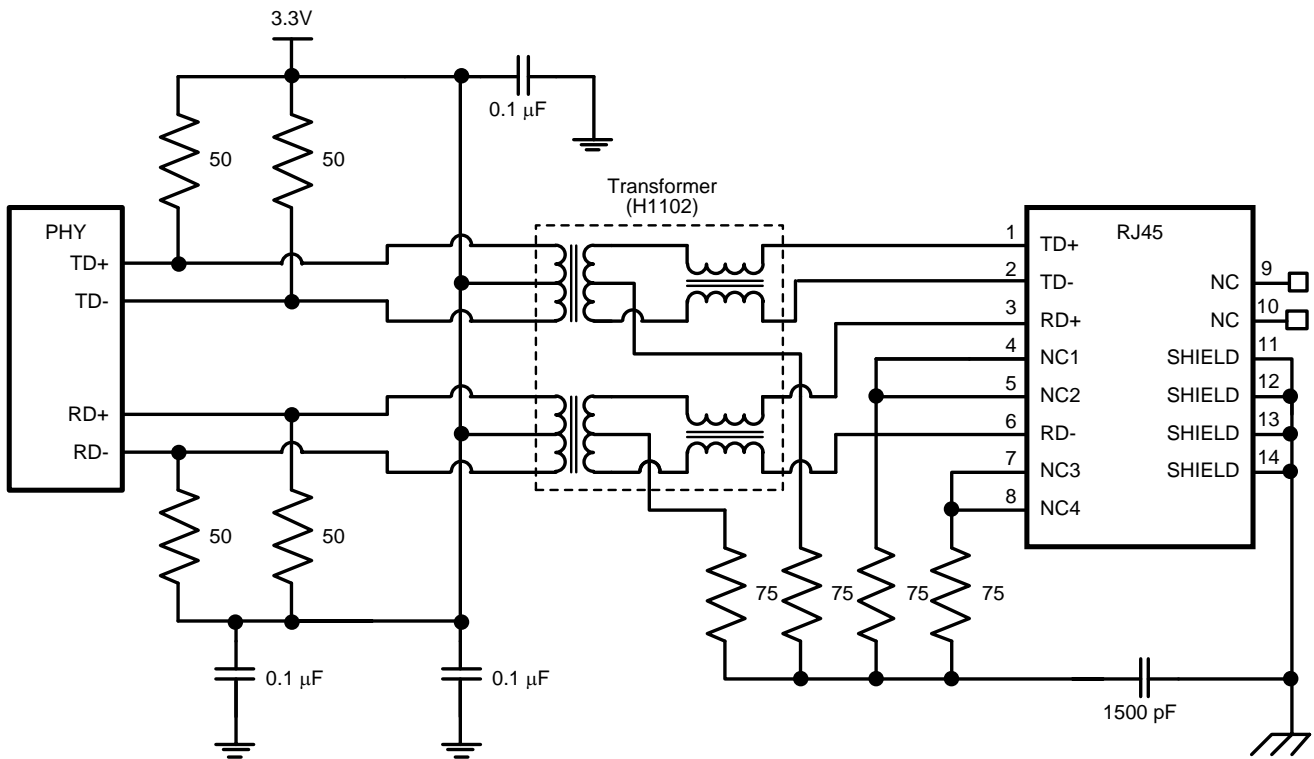 3.3V
0.1 μF
50
50
Transformer
(H1102)
PHY
TD+
TD-
RD+
RD-
RJ45
1
TD+
2
TD-
3
RD+
4
NC1
5
NC2
6
RD-
7
NC3
8
NC4
NC
9
NC
10
SHIELD
11
SHIELD
12
SHIELD
13
SHIELD
14
50
50
75
75
75
75
0.1 μF
0.1 μF
1500 pF